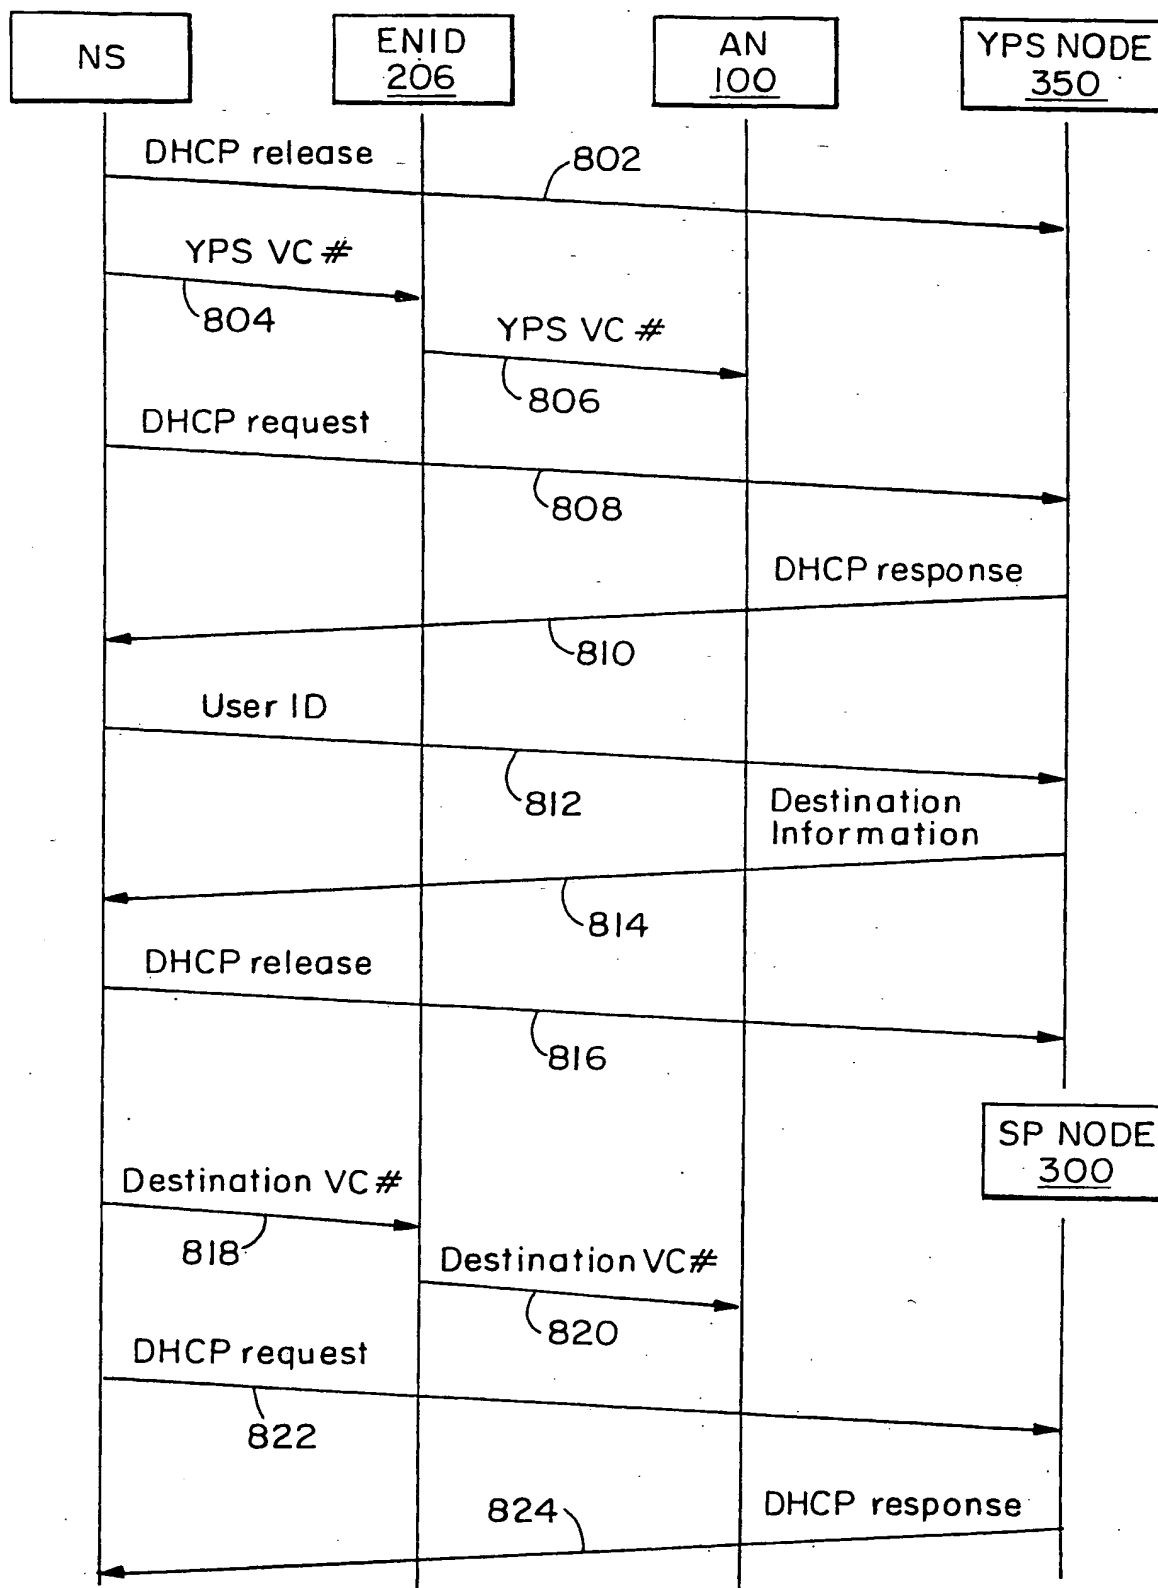 NS
ENID
206
AN
100
YPS NODE
350
DHCP release
802
YPS VC #
804
YPS VC #
806
DHCP request
808
DHCP response
810
User ID
812
Destination
Information
814
DHCP release
816
SP NODE
300
Destination VC#
818
Destination VC#
820
DHCP request
822
824
DHCP response